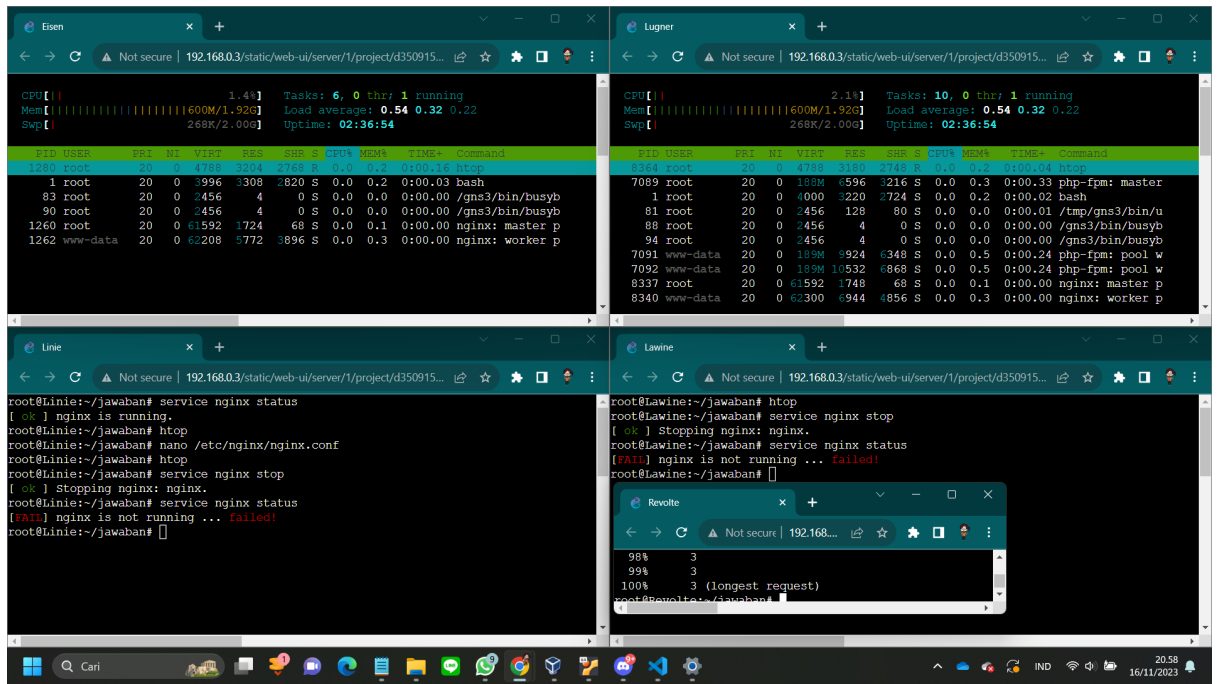 Eisen
Not secure 192.168.0.3/static/web-ui/server/1/project/d350915...
CPU[|| 1.4%] Tasks: 6, 0 thr; 1 running
Mem[||||||||||||||||||600M/1.92G] Load average: 0.54 0.32 0.22
Swp[| 268K/2.00G] Uptime: 02:36:54
PID USER PRI NI VIRT RES SHR S CPU% MEM% TIME+ Command
1280 root 20 0 4788 3204 2768 R 0.0 0.2 0:00.16 htop
1 root 20 0 3996 3308 2820 S 0.0 0.2 0:00.03 bash
83 root 20 0 2456 4 0 S 0.0 0.0 0:00.00 /gns3/bin/busyb
90 root 20 0 2456 4 0 S 0.0 0.0 0:00.00 /gns3/bin/busyb
1260 root 20 0 61592 1724 68 S 0.0 0.1 0:00.00 nginx: master p
1262 www-data 20 0 62208 5772 3896 S 0.0 0.3 0:00.00 nginx: worker p
Lugner
Not secure 192.168.0.3/static/web-ui/server/1/project/d350915...
CPU[|| 2.1%] Tasks: 10, 0 thr; 1 running
Mem[||||||||||||||||||600M/1.92G] Load average: 0.54 0.32 0.22
Swp[| 268K/2.00G] Uptime: 02:36:54
PID USER PRI NI VIRT RES SHR S CPU% MEM% TIME+ Command
8364 root 20 0 4788 3180 2748 R 0.0 0.2 0:00.04 htop
7089 root 20 0 188M 6596 3216 S 0.0 0.3 0:00.33 php-fpm: master
1 root 20 0 4000 3220 2724 S 0.0 0.2 0:00.02 bash
81 root 20 0 2456 128 80 S 0.0 0.0 0:00.01 /tmp/gns3/bin/u
88 root 20 0 2456 4 0 S 0.0 0.0 0:00.00 /gns3/bin/busyb
94 root 20 0 2456 4 0 S 0.0 0.0 0:00.00 /gns3/bin/busyb
7091 www-data 20 0 189M 9924 6348 S 0.0 0.5 0:00.24 php-fpm: pool w
7092 www-data 20 0 189M 10532 6868 S 0.0 0.5 0:00.24 php-fpm: pool w
8337 root 20 0 61592 1748 68 S 0.0 0.1 0:00.00 nginx: master p
8340 www-data 20 0 62300 6944 4856 S 0.0 0.3 0:00.00 nginx: worker p
Linie
Not secure 192.168.0.3/static/web-ui/server/1/project/d350915...
root@Linie:~/jawaban# service nginx status
[ ok ] nginx is running.
root@Linie:~/jawaban# htop
root@Linie:~/jawaban# nano /etc/nginx/nginx.conf
root@Linie:~/jawaban# htop
root@Linie:~/jawaban# service nginx stop
[ ok ] Stopping nginx: nginx.
root@Linie:~/jawaban# service nginx status
[FAIL] nginx is not running ... failed!
root@Linie:~/jawaban#
Lawine
Not secure 192.168.0.3/static/web-ui/server/1/project/d350915...
root@Lawine:~/jawaban# htop
root@Lawine:~/jawaban# service nginx stop
[ ok ] Stopping nginx: nginx.
root@Lawine:~/jawaban# service nginx status
[FAIL] nginx is not running ... failed!
root@Lawine:~/jawaban#
Revolte
Not secure 192.168....
98% 3
99% 3
100% 3 (longest request)
root@Revolte:~/jawaban#
Cari
IND
20.58
16/11/2023